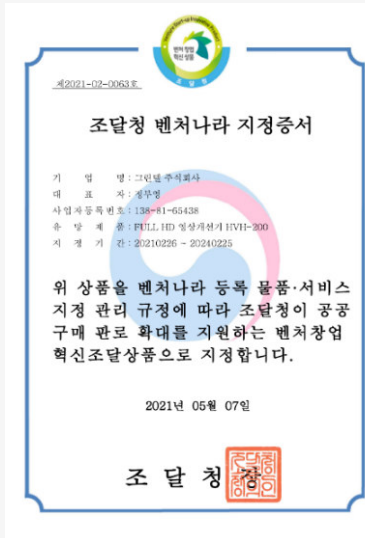 벤처창업
혁신상품
조달청
제2021-02-0063호
조달청 벤처나라 지정증서
기 업 명 : 그린텔 주식회사
대 표 자 : 정부영
사업자등록번호 : 138-81-65438
제 품 : FULL HD 영상개선기 HVH-200
지 정 기 간 : 20210226 ~ 20240225
위 상품을 벤처나라 등록 물품·서비스
지정 관리 규정에 따라 조달청이 공공
구매 판로 확대를 지원하는 벤처창업
혁신조달상품으로 지정합니다.
2021년 05월 07일
조 달 청 장